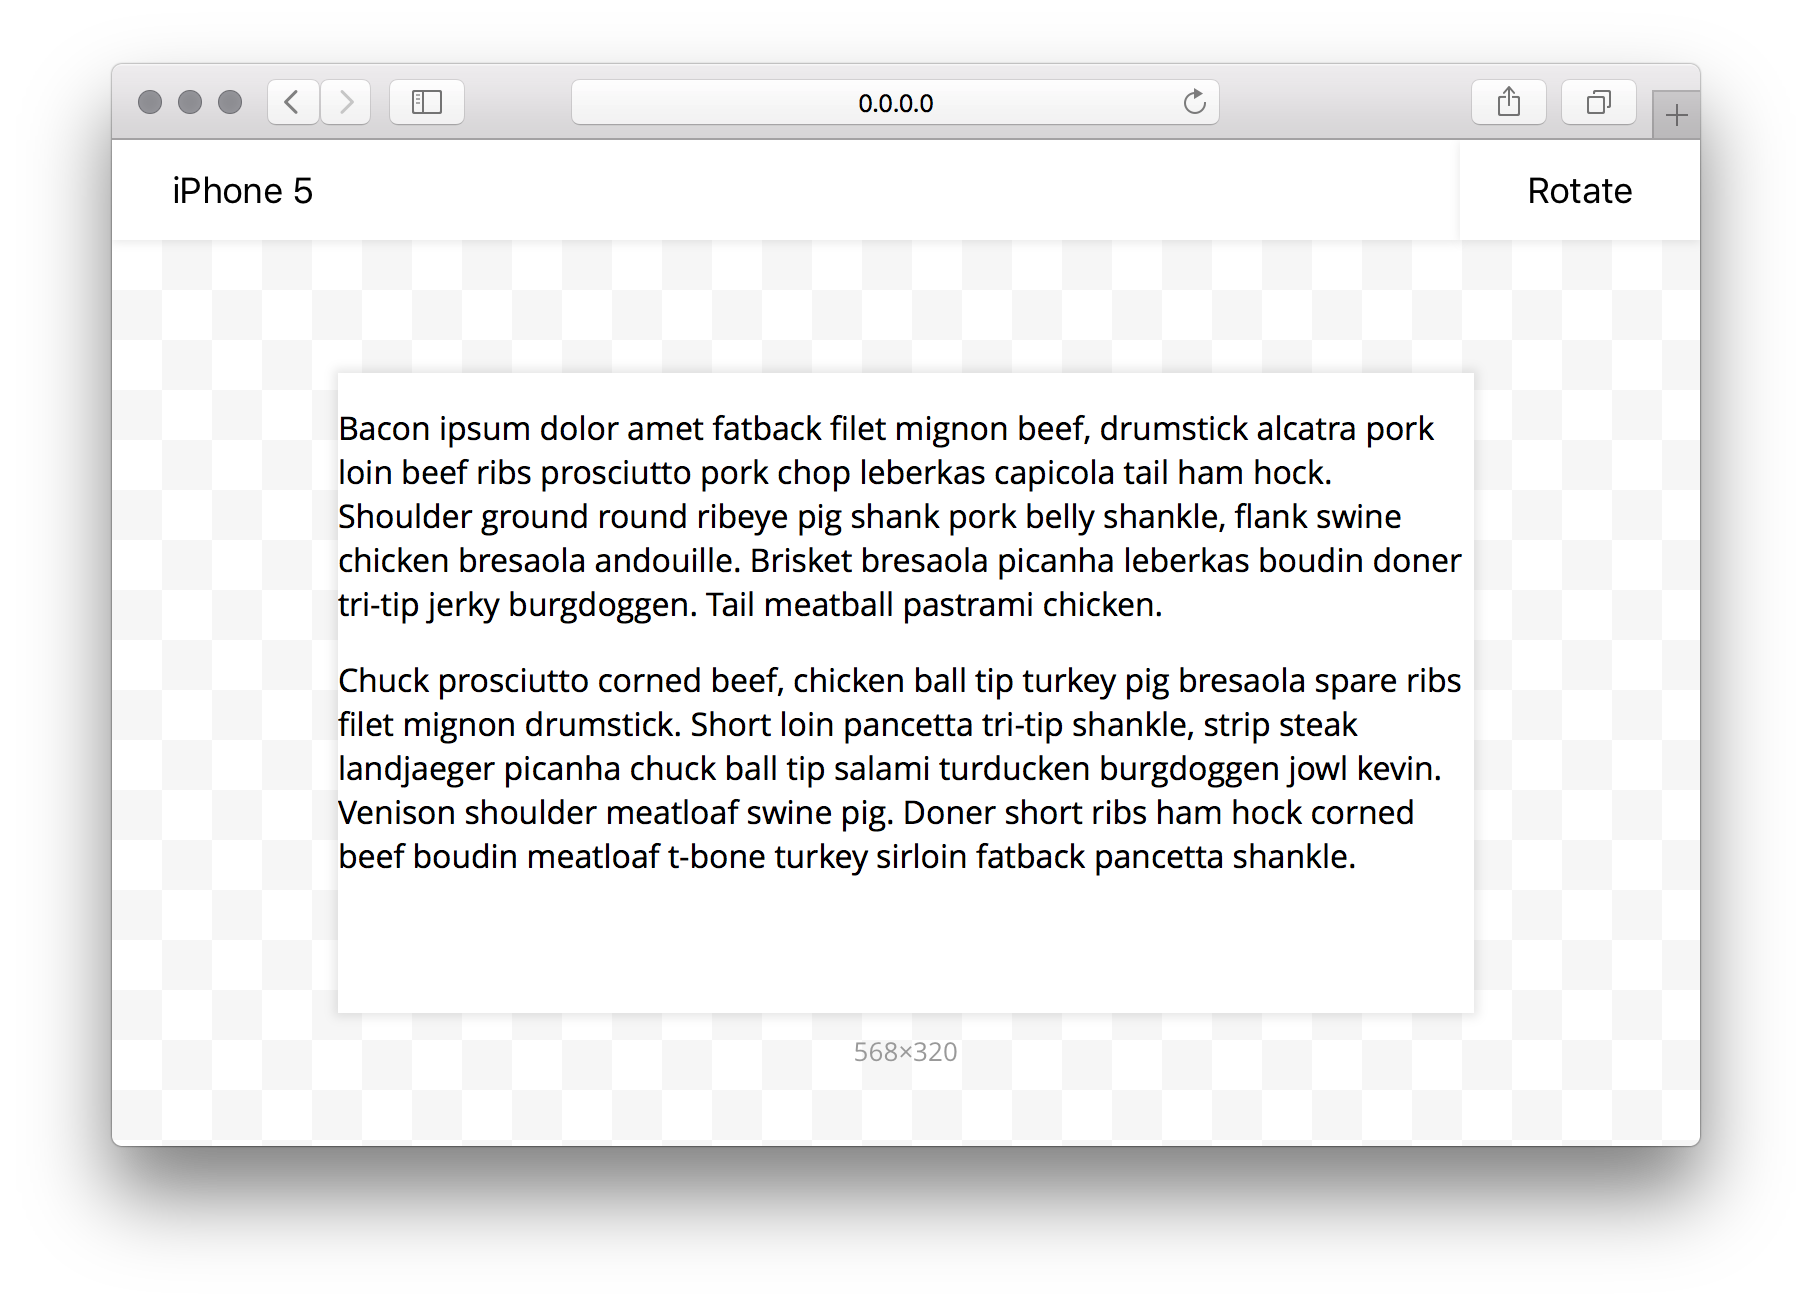 0.0.0.0
iPhone 5
Rotate
Bacon ipsum dolor amet fatback filet mignon beef, drumstick alcatra pork
loin beef ribs prosciutto pork chop leberkas capicola tail ham hock.
Shoulder ground round ribeye pig shank pork belly shankle, flank swine
chicken bresaola andouille. Brisket bresaola picanha leberkas boudin doner
tri-tip jerky burgdoggen. Tail meatball pastrami chicken.
Chuck prosciutto corned beef, chicken ball tip turkey pig bresaola spare ribs
filet mignon drumstick. Short loin pancetta tri-tip shankle, strip steak
landjaeger picanha chuck ball tip salami turducken burgdoggen jowl kevin.
Venison shoulder meatloaf swine pig. Doner short ribs ham hock corned
beef boudin meatloaf t-bone turkey sirloin fatback pancetta shankle.
568×320